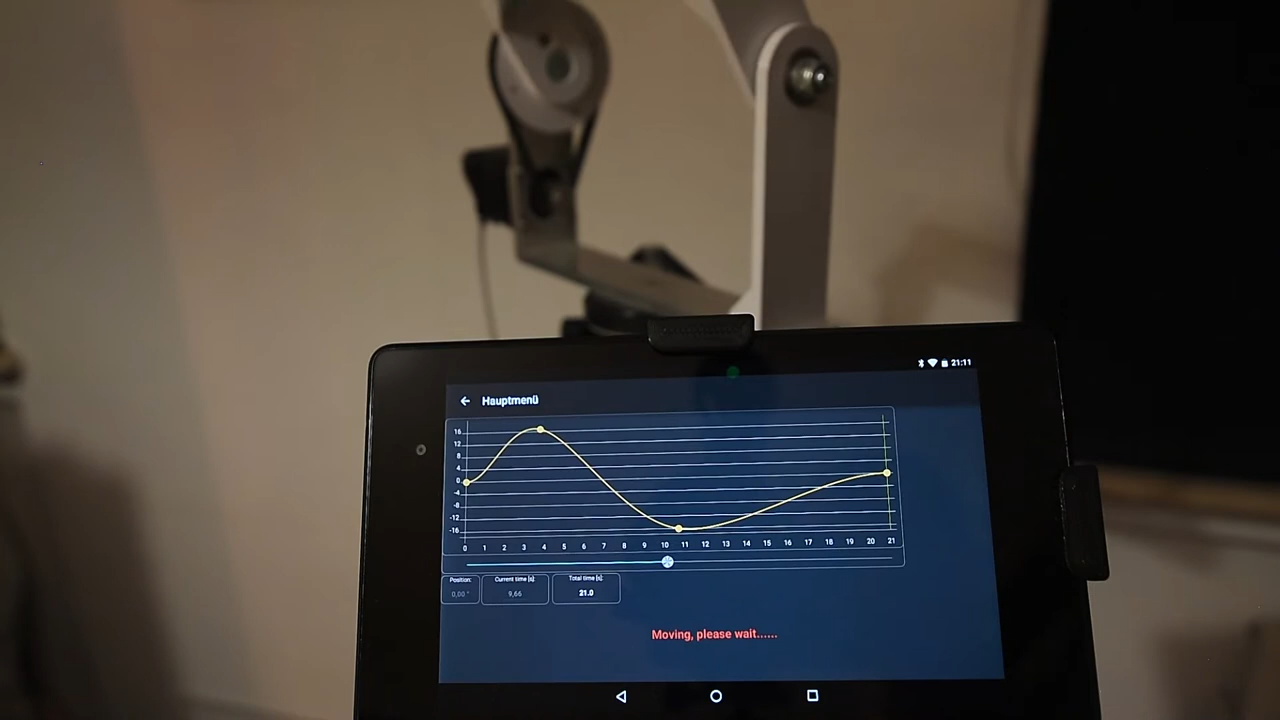 21:11
Hauptmenü
16
12
8
4
0
-4
-8
-12
-16
0 1 2 3 4 5 6 7 8 9 10 11 12 13 14 15 16 17 18 19 20 21
Position: Current time [s]: Total time [s]:
0,00 ° 9,66 21.0
Moving, please wait......